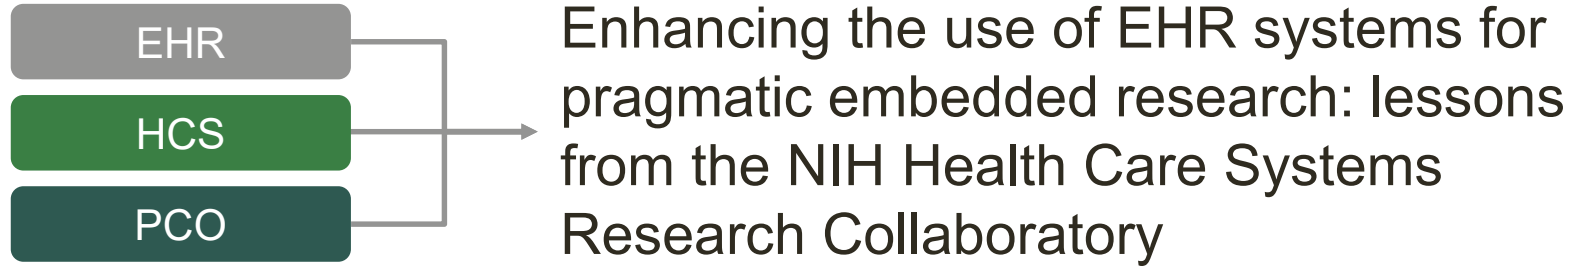 EHR
HCS
PCO
Enhancing the use of EHR systems for
pragmatic embedded research: lessons
from the NIH Health Care Systems
Research Collaboratory